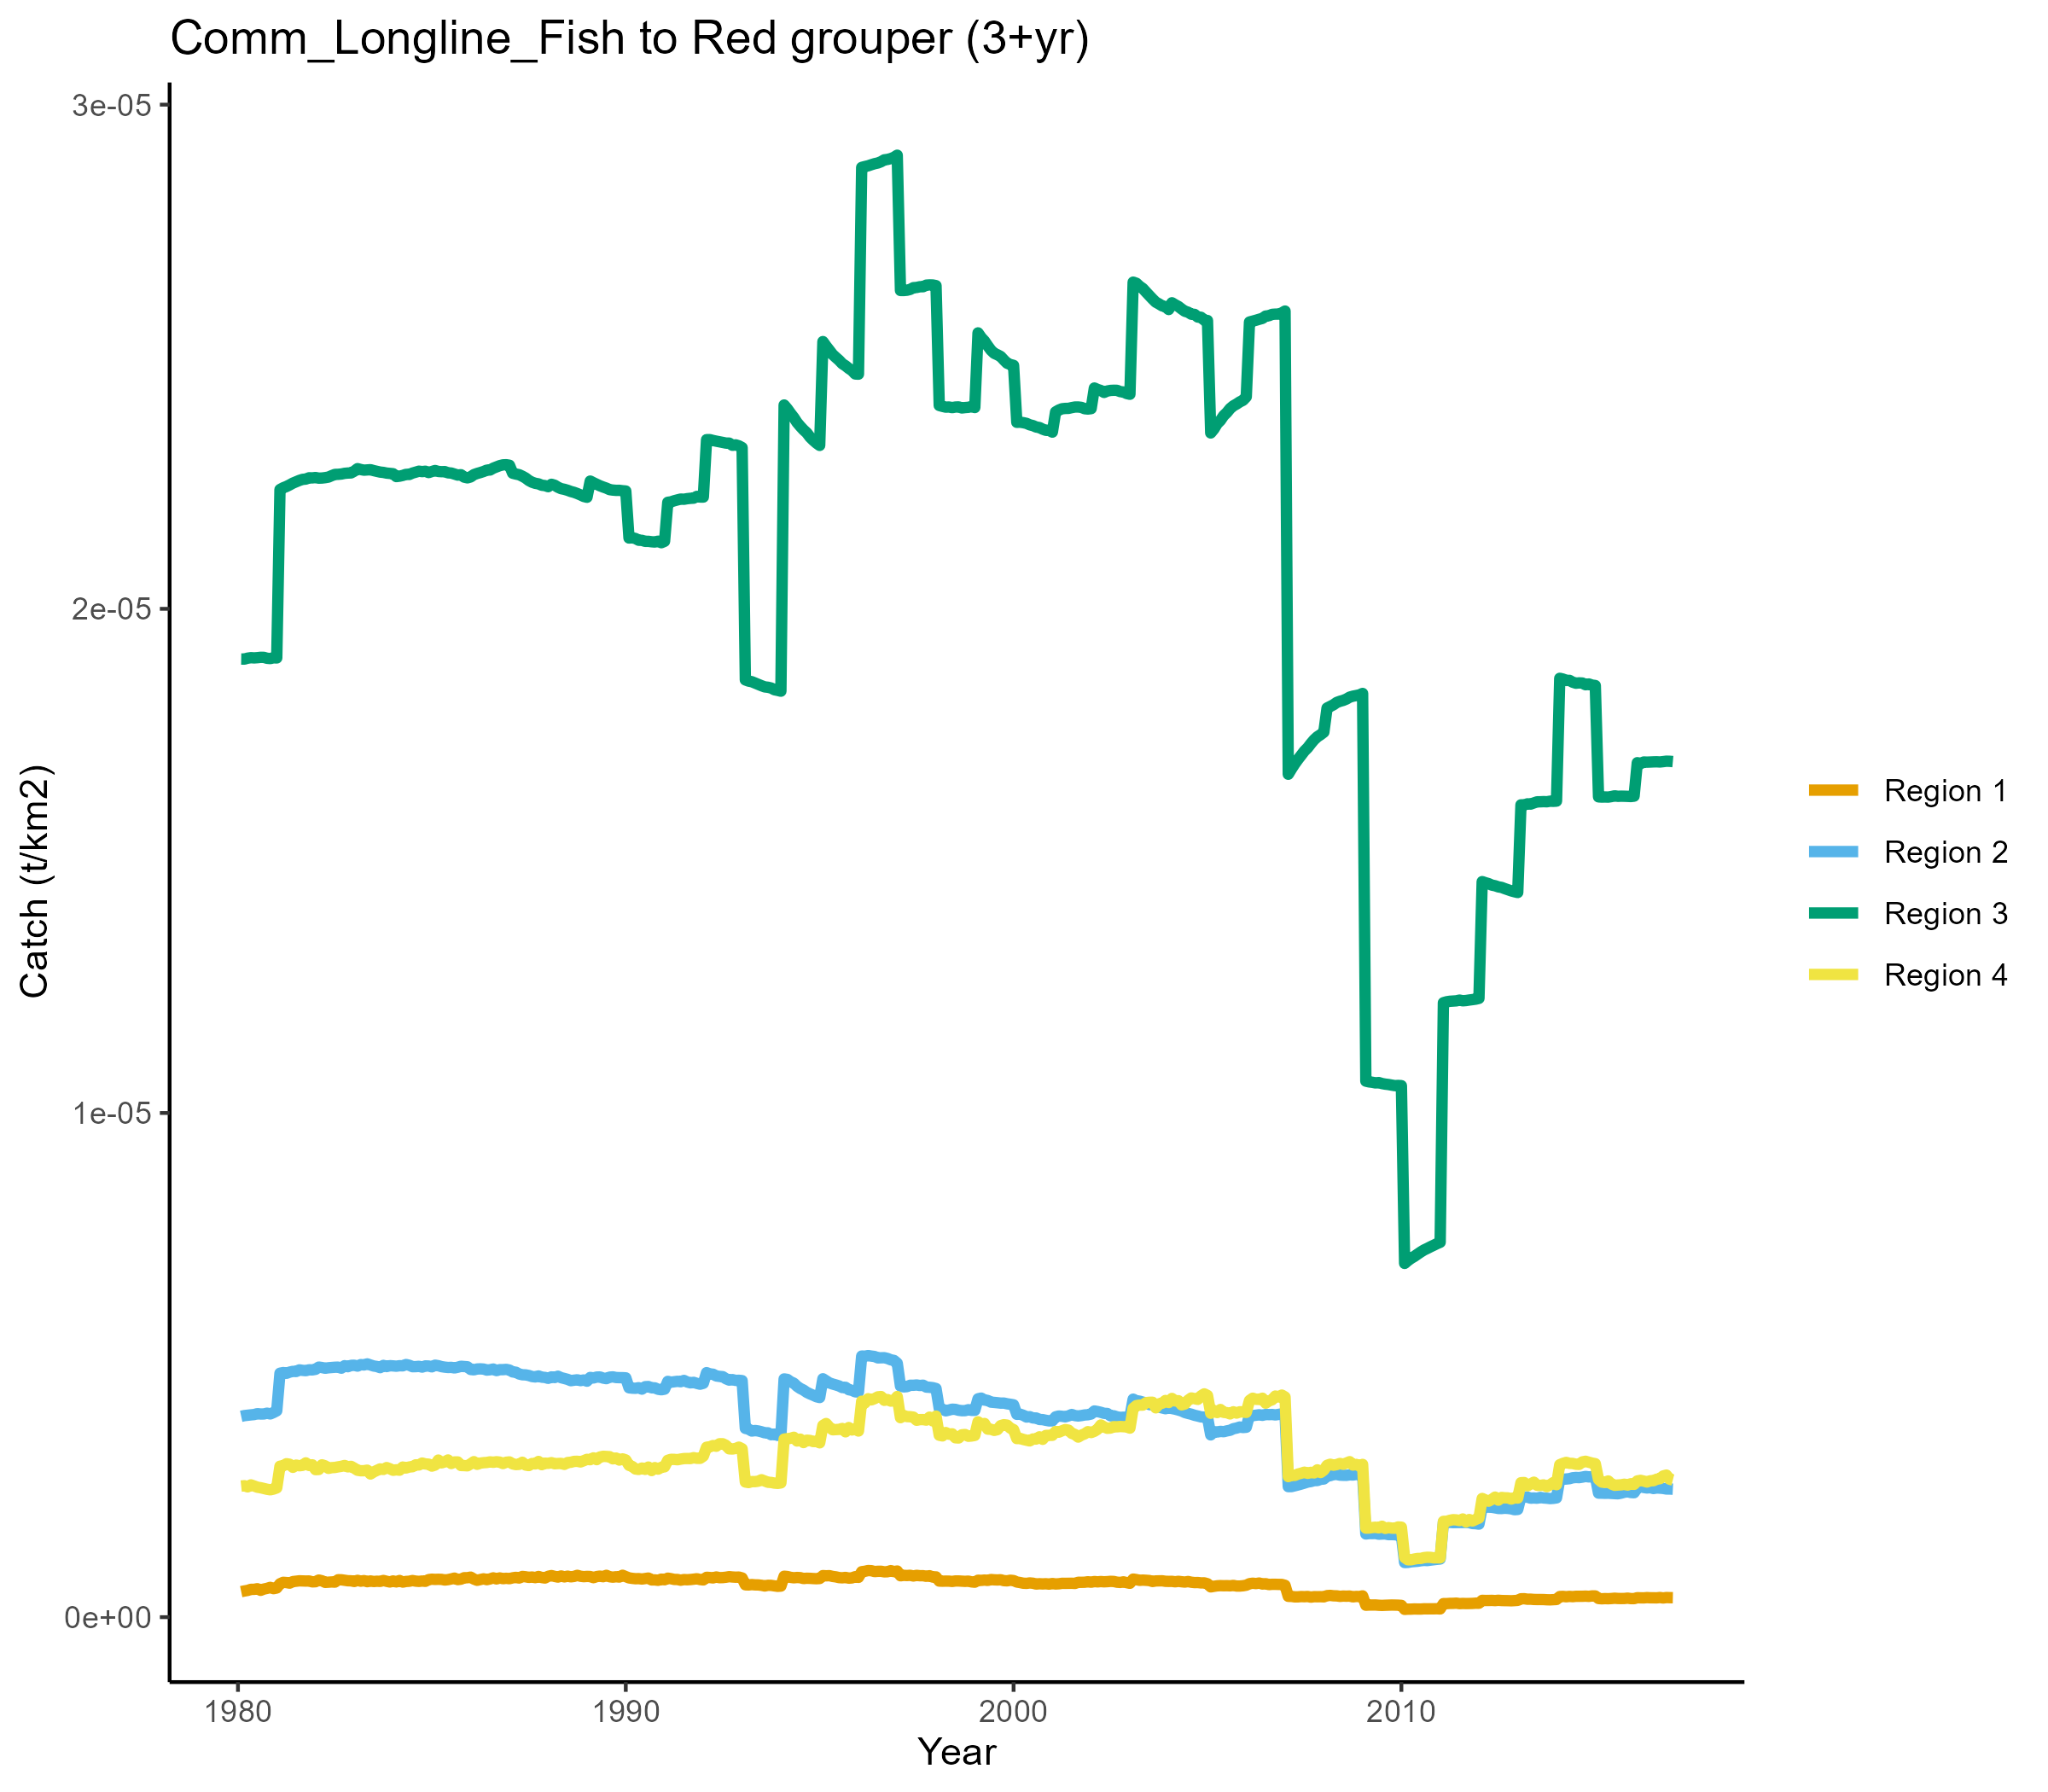 Comm_Longline_Fish to Red grouper (3+yr)
3e-05
2e-05
1e-05
0e+00
Catch (t/km2)
1980
1990
2000
2010
Year
Region 1
Region 2
Region 3
Region 4